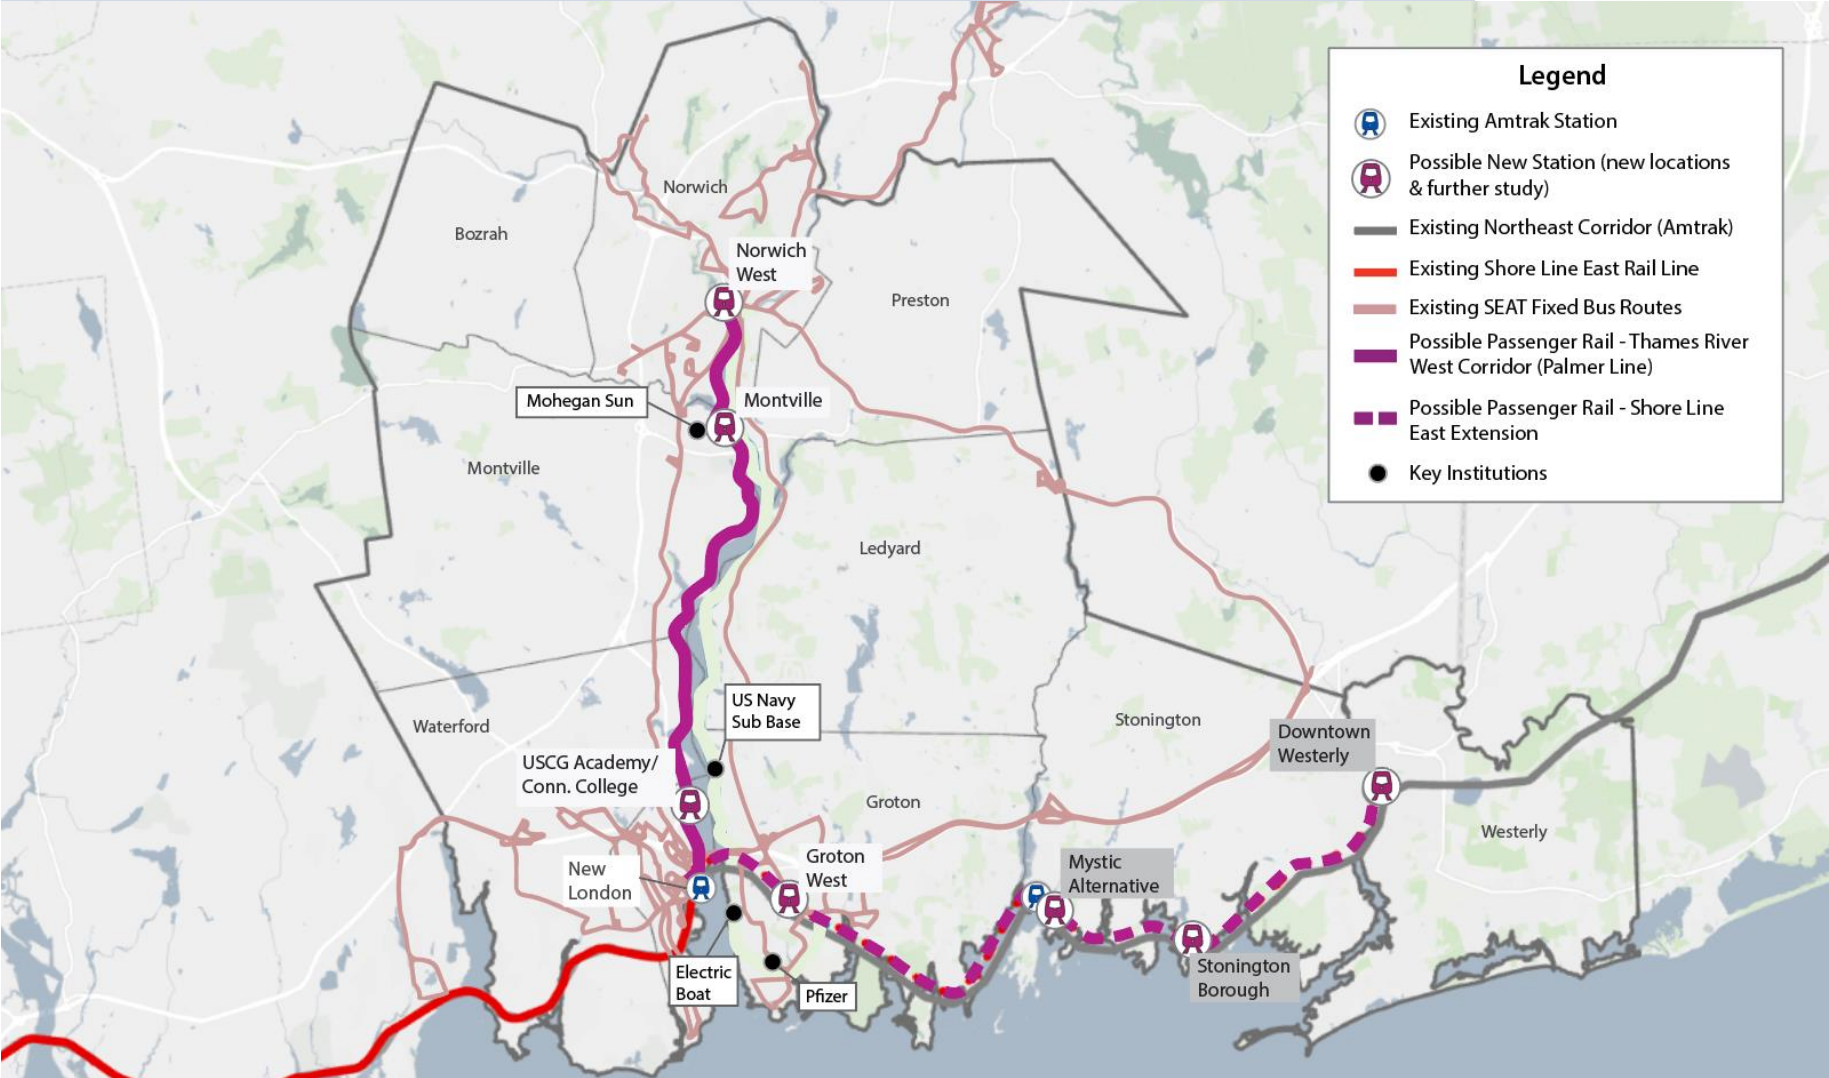 Legend
Existing Amtrak Station
Possible New Station (new locations
& further study)
Existing Northeast Corridor (Amtrak)
Existing Shore Line East Rail Line
Existing SEAT Fixed Bus Routes
Possible Passenger Rail - Thames River
West Corridor (Palmer Line)
Possible Passenger Rail - Shore Line
East Extension
Key Institutions
Norwich
Bozrah
Norwich
West
Preston
Mohegan Sun
Montville
Montville
Ledyard
US Navy
Sub Base
Waterford
Stonington
Downtown
Westerly
USCG Academy/
Conn. College
Groton
Westerly
New
London
Groton
West
Mystic
Alternative
Electric
Boat
Pfizer
Stonington
Borough